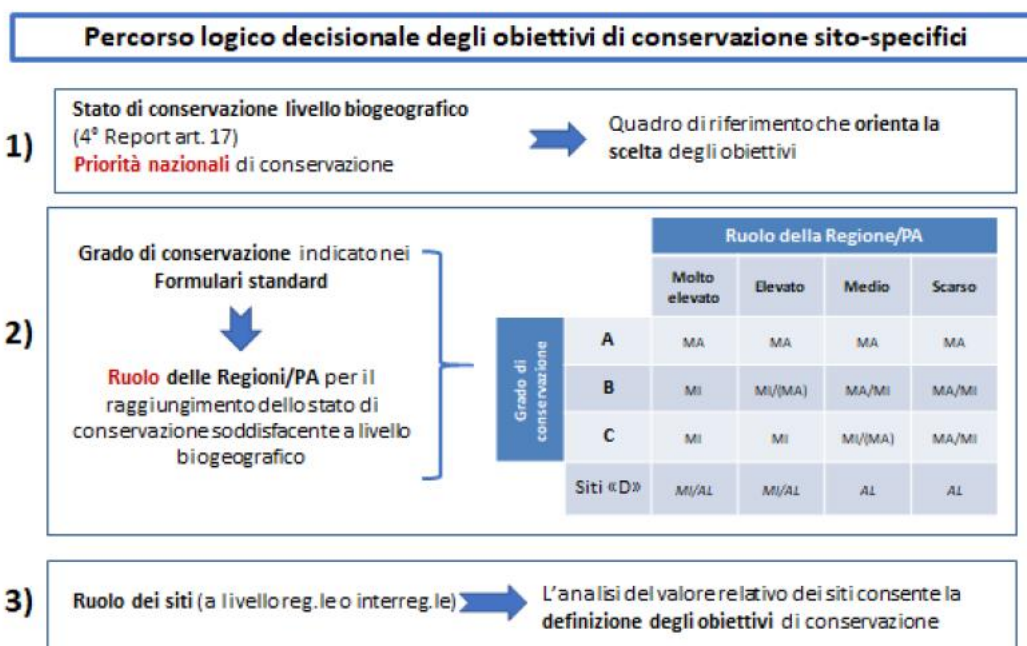 Percorso logico decisionale degli obiettivi di conservazione sito-specifici
1)
Stato di conservazione livello biogeografico
(4° Report art. 17)
Priorità nazionali di conservazione
Quadro di riferimento che orienta la
scelta degli obiettivi
2)
Grado di conservazione indicato nei
Formulari standard
Ruolo delle Regioni/PA per il
raggiungimento dello stato di
conservazione soddisfacente a livello
biogeografico
Ruolo della Regione/PA
Molto
elevato
Elevato
Medio
Scarso
Grado di
conservazione
A MA MA MA MA
B MI MI/(MA) MA/MI MA/MI
C MI MI MI/(MA) MA/MI
Siti «D» MI/AL MI/AL AL AL
3)
Ruolo dei siti (a livello reg.le o interreg.le)
L'analisi del valore relativo dei siti consente la
definizione degli obiettivi di conservazione